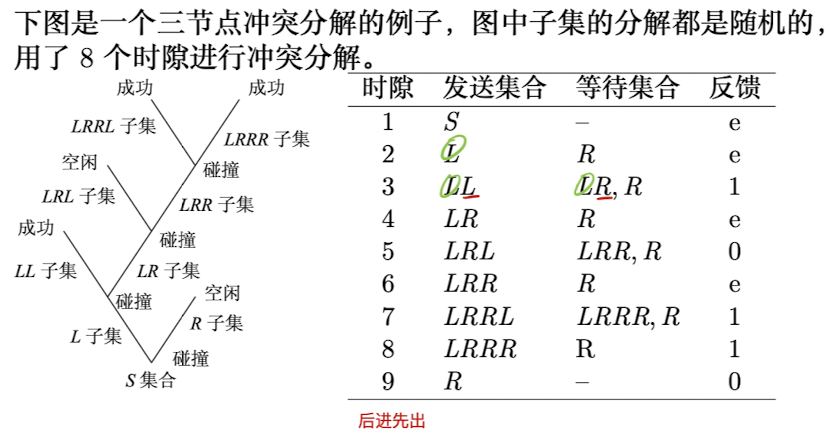 下图是一个三节点冲突分解的例子，图中子集的分解都是随机的，
用了 8 个时隙进行冲突分解。
成功 成功
LRRL 子集 LRRR 子集
空闲 碰撞
LRL 子集 LRR 子集
成功 碰撞
LL 子集 LR 子集
空闲
碰撞 R 子集
L 子集 碰撞
S 集合
时隙 发送集合 等待集合 反馈
1 S – e
2 L R e
3 LL LR, R 1
4 LR R e
5 LRL LRR, R 0
6 LRR R e
7 LRRL LRRR, R 1
8 LRRR R 1
9 R – 0
后进先出